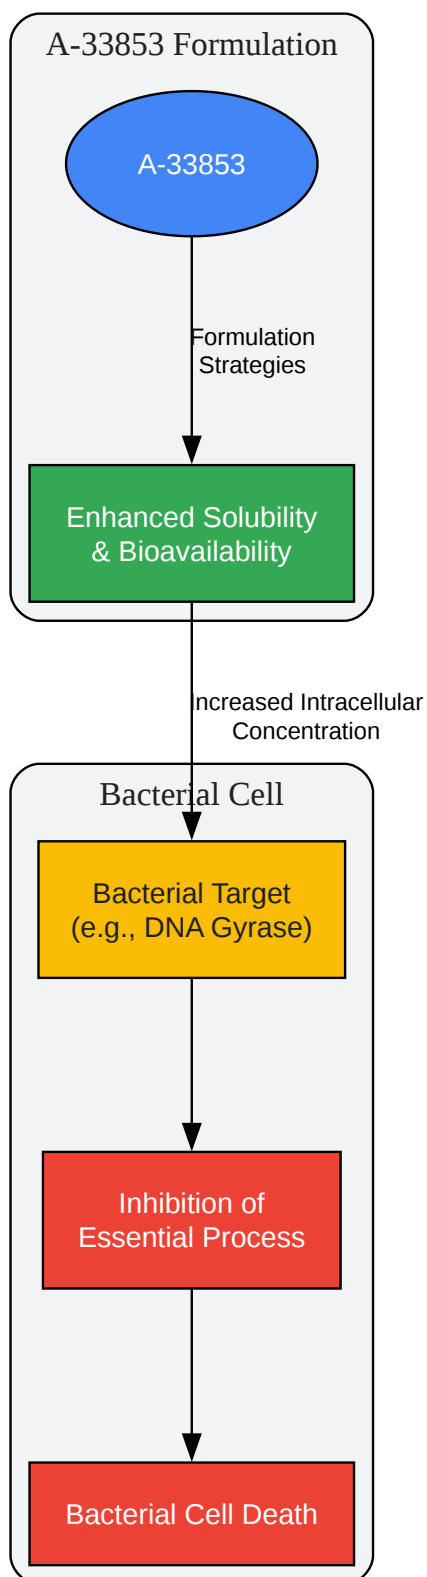 A-33853 Formulation
A-33853
Formulation
Strategies
Enhanced Solubility
& Bioavailability
Increased Intracellular
Concentration
Bacterial Cell
Bacterial Target
(e.g., DNA Gyrase)
Inhibition of
Essential Process
Bacterial Cell Death